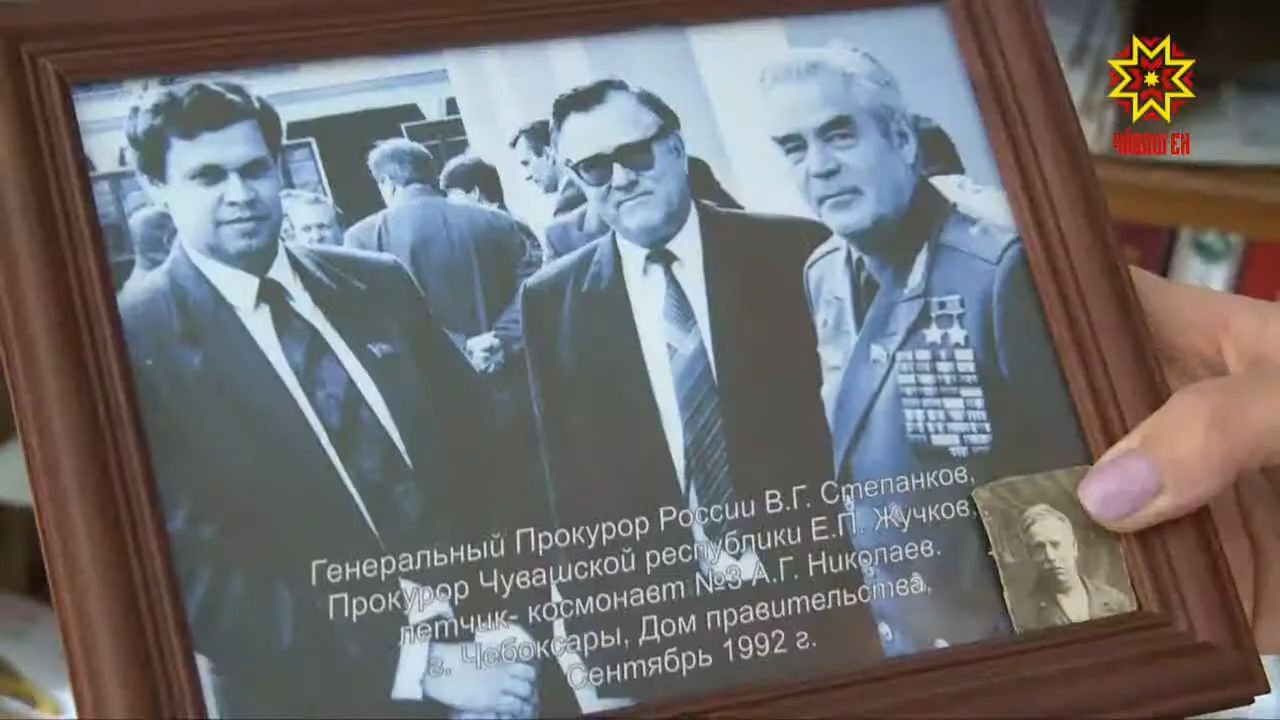 ЧӐВАШ ЕН
Генеральный Прокурор России В.Г. Степанков,
Прокурор Чувашской республики Е.П. Жучков,
летчик- космонавт №3 А.Г. Николаев.
г. Чебоксары, Дом правительства,
Сентябрь 1992 г.